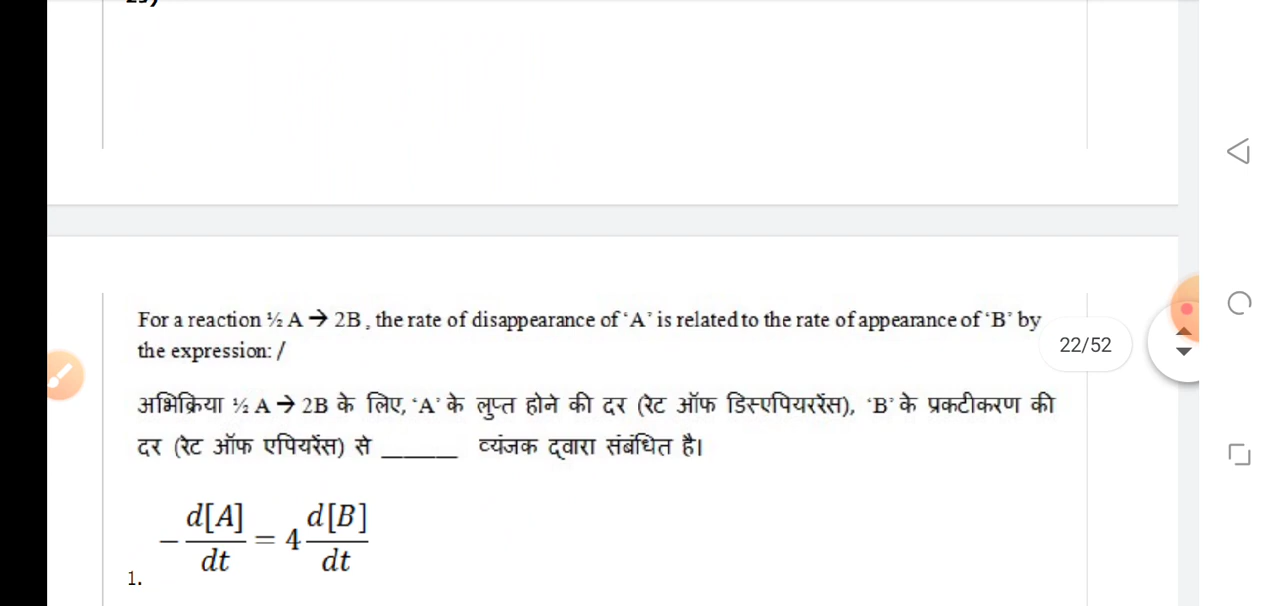 For a reaction ½ A → 2B, the rate of disappearance of ‘A’ is related to the rate of appearance of ‘B’ by
the expression: /
22/52
अभिक्रिया ½ A → 2B के लिए, ‘A’ के लुप्त होने की दर (रेट ऑफ डिस्एपियररेंस), ‘B’ के प्रकटीकरण की
दर (रेट ऑफ एपियरेंस) से ______ व्यंजक द्वारा संबंधित है।
1. −d[A]/dt = 4 d[B]/dt